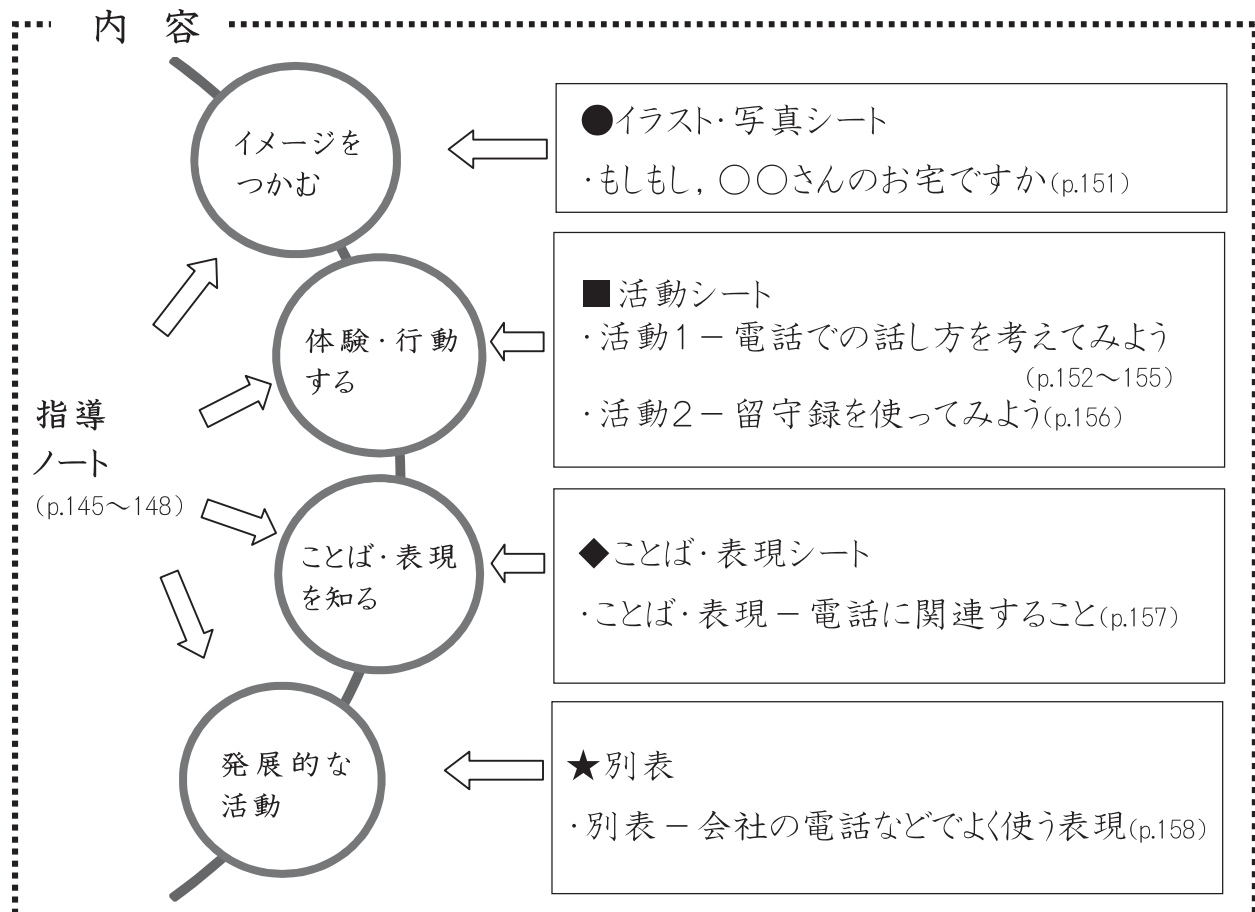 内 容
イメージを
つかむ
●イラスト・写真シート
・もしもし，○○さんのお宅ですか(p.151)
体験・行動
する
■活動シート
・活動1－電話での話し方を考えてみよう
(p.152～155)
・活動2－留守録を使ってみよう(p.156)
指導
ノート
(p.145～148)
ことば・表現
を知る
◆ことば・表現シート
・ことば・表現－電話に関連すること(p.157)
発展的な
活動
★別表
・別表－会社の電話などでよく使う表現(p.158)